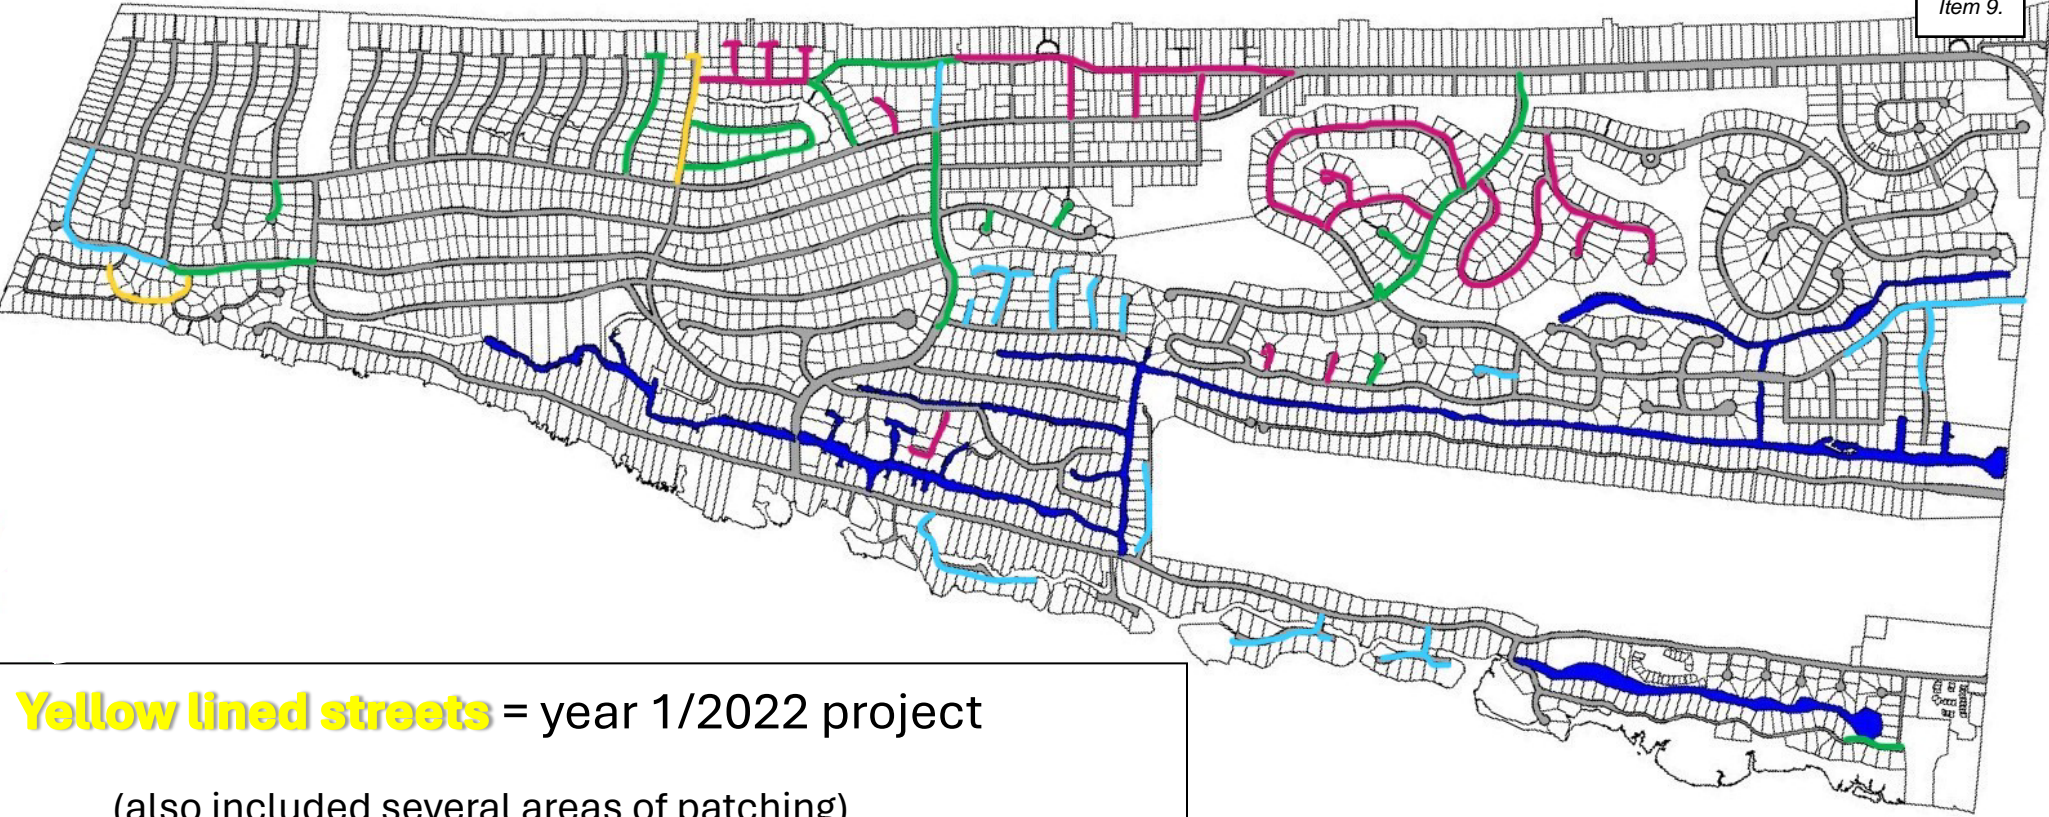 Item 9.
Yellow lined streets = year 1/2022 project
(also included several areas of patching)